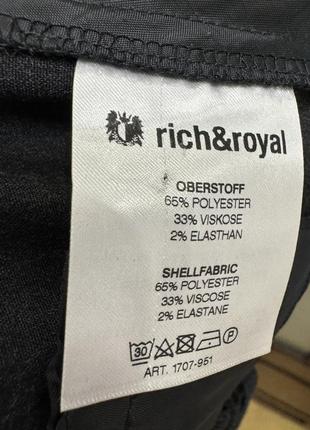 rich&royal
OBERSTOFF
65% POLYESTER
33% VISKOSE
2% ELASTHAN
SHELLFABRIC
65% POLYESTER
33% VISCOSE
2% ELASTANE
30 P
ART. 1707-951